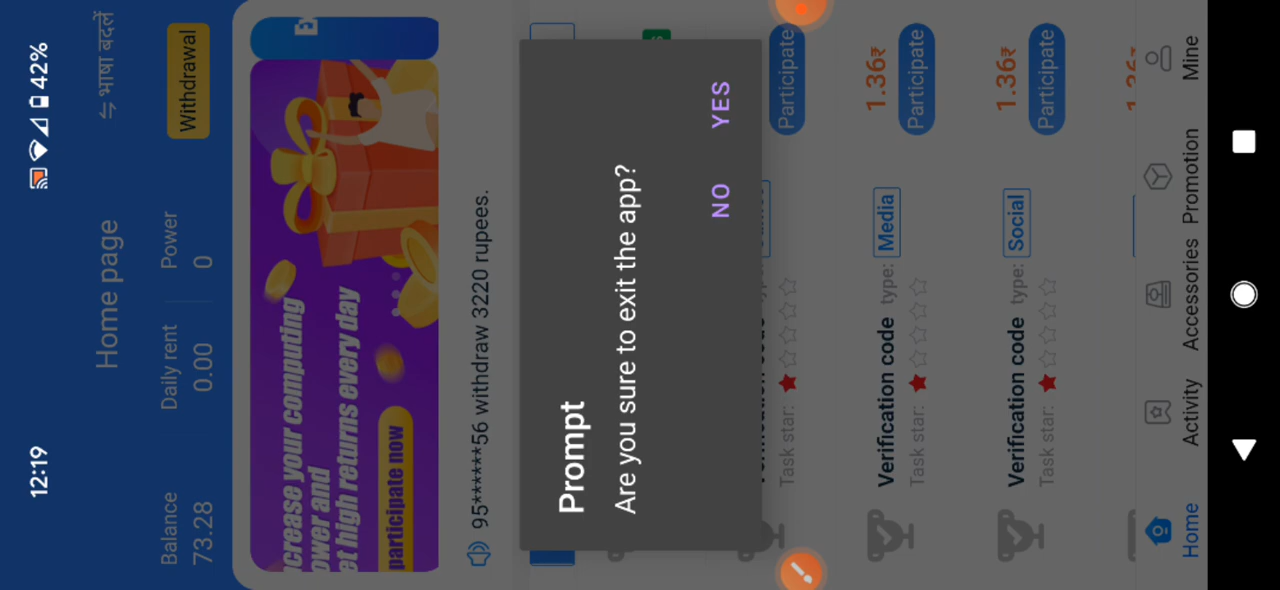 12:19
42%
Home page
⇋ भाषा बदलें
Balance
73.28
Daily rent
0.00
Power
0
Withdrawal
crease your computing
ower and
et high returns every day
participate now
95*******56 withdraw 3220 rupees.
Prompt
Are you sure to exit the app?
NO YES
Task star:
Participate
Verification code type: Media
1.36₹
Task star:
Participate
Verification code type: Social
1.36₹
Task star:
Participate
Home
Activity
Accessories
Promotion
Mine